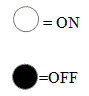 = ON
=OFF